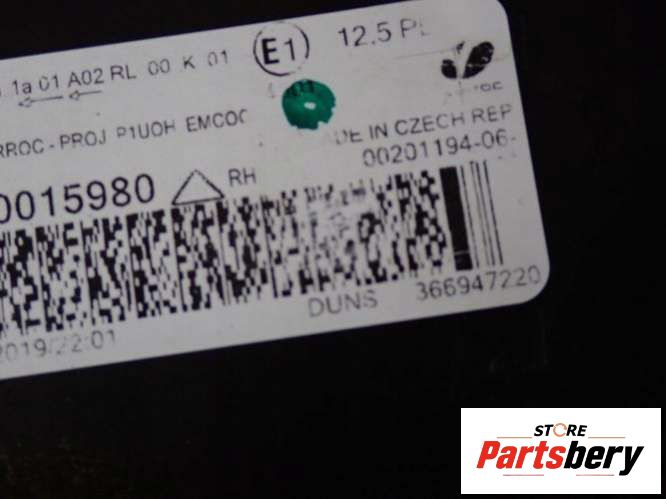 1a 01 A02 RL 00 K 01 E1 12.5 PL
RROC - PROJ P1UOH EMCOC
DE IN CZECH REP
00201194-06-
0015980 RH
DUNS 366947220
2019/22:01
STORE
Partsbery